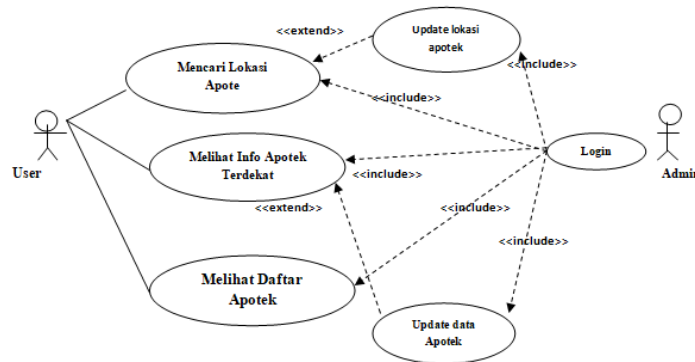 <<extend>>
Update lokasi
apotek
Mencari Lokasi
Apote
<<include>>
<<include>>
User
Melihat Info Apotek
Terdekat
Login
Admin
<<include>>
<<extend>>
<<include>>
<<include>>
Melihat Daftar
Apotek
Update data
Apotek